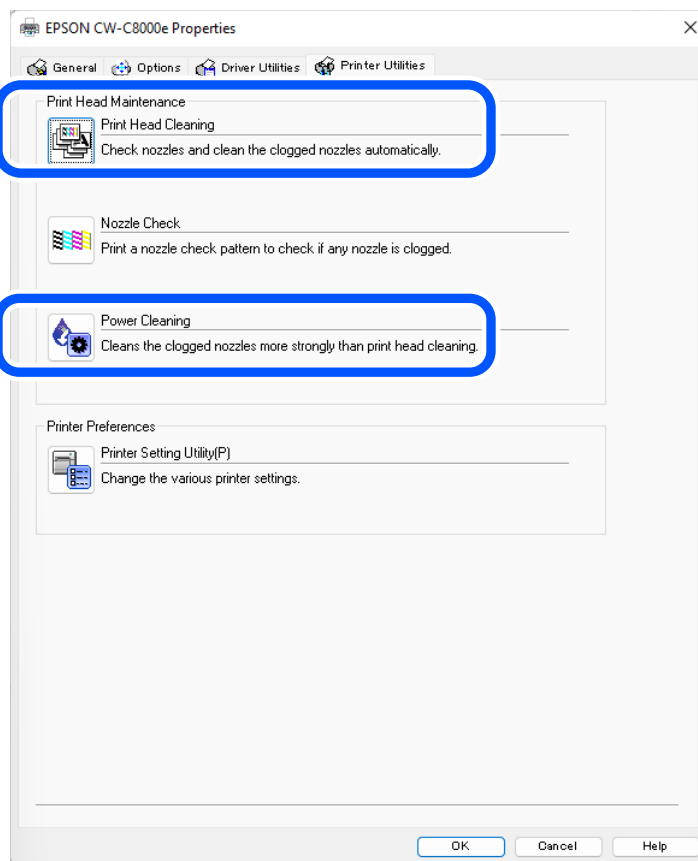 EPSON CW-C8000e Properties
General Options Driver Utilities Printer Utilities
Print Head Maintenance
Print Head Cleaning
Check nozzles and clean the clogged nozzles automatically.
Nozzle Check
Print a nozzle check pattern to check if any nozzle is clogged.
Power Cleaning
Cleans the clogged nozzles more strongly than print head cleaning.
Printer Preferences
Printer Setting Utility(P)
Change the various printer settings.
OK Cancel Help